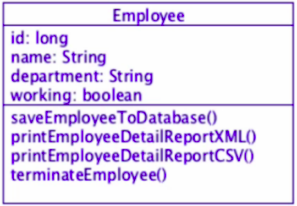 Employee
id: long
name: String
department: String
working: boolean
saveEmployeeToDatabase()
printEmployeeDetailReportXML()
printEmployeeDetailReportCSV()
terminateEmployee()